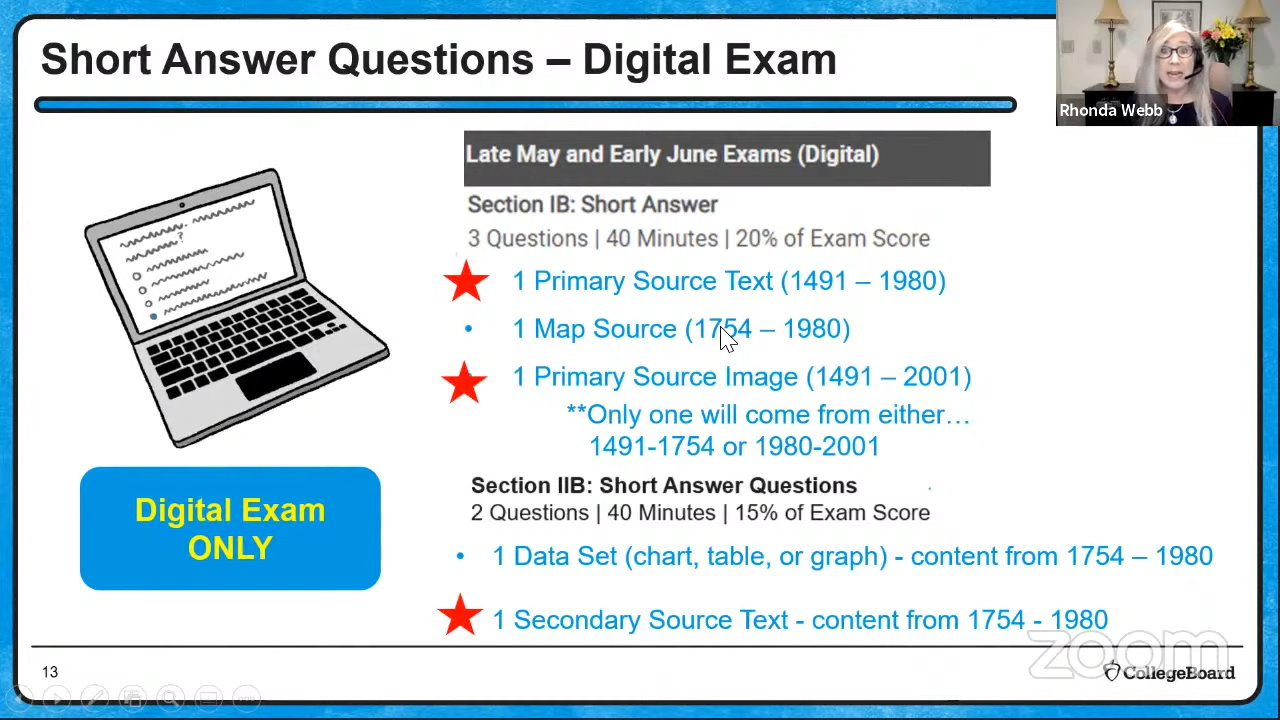 Short Answer Questions – Digital Exam
Rhonda Webb
Late May and Early June Exams (Digital)
Section IB: Short Answer
3 Questions | 40 Minutes | 20% of Exam Score
1 Primary Source Text (1491 – 1980)
• 1 Map Source (1754 – 1980)
1 Primary Source Image (1491 – 2001)
**Only one will come from either…
1491-1754 or 1980-2001
Digital Exam
ONLY
Section IIB: Short Answer Questions
2 Questions | 40 Minutes | 15% of Exam Score
• 1 Data Set (chart, table, or graph) - content from 1754 – 1980
1 Secondary Source Text - content from 1754 - 1980
zoom
13
CollegeBoard